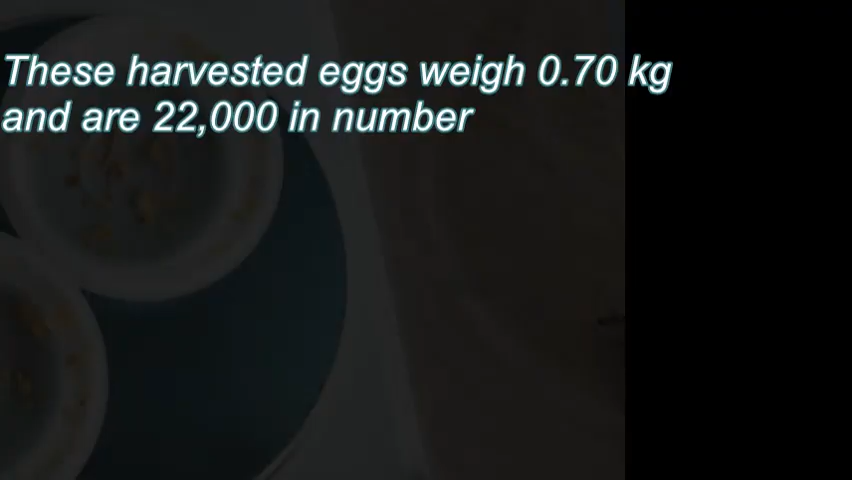 These harvested eggs weigh 0.70 kg
and are 22,000 in number